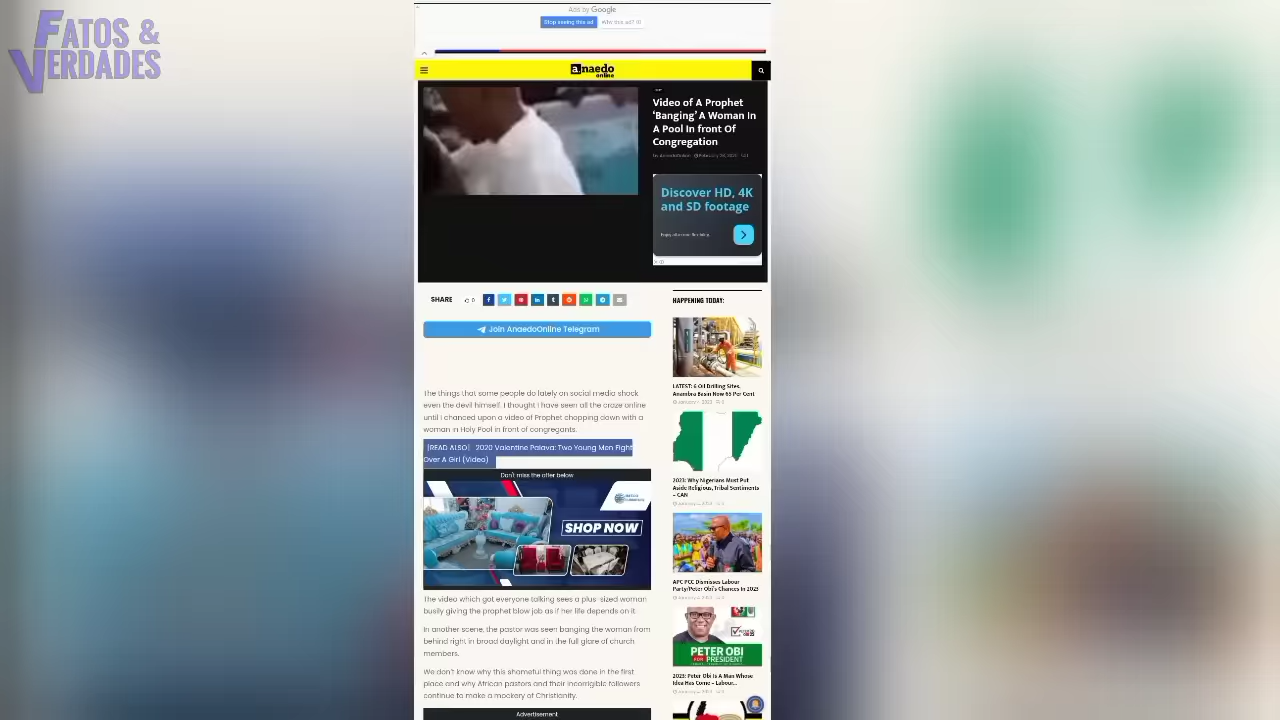 FATOS &
VERDADES
Ads by Google
Stop seeing this ad
Why this ad?
anaedo
online
Video of A Prophet
‘Banging’ A Woman In
A Pool In front Of
Congregation
Discover HD, 4K
and SD footage
SHARE
0
Join AnaedoOnline Telegram
The things that some people do lately on social media shock
even the devil himself. I thought I have seen all the craze online
until I chanced upon a video of Prophet chopping down with a
woman in Holy Pool in front of congregants.
[READ ALSO] 2020 Valentine Palava: Two Young Men Fight
Over A Girl (Video)
Don't miss the offer below
SHOP NOW
The video which got everyone talking sees a plus-sized woman
busily giving the prophet blow job as if her life depends on it.
In another scene, the pastor was seen banging the woman from
behind right in broad daylight and in the full glare of church
members.
We don't know why this shameful thing was done in the first
place and why African pastors and their incorrigible followers
continue to make a mockery of Christianity.
Advertisement
HAPPENING TODAY:
LATEST: 6 Oil Drilling Sites,
Anambra Basin Now 65 Per Cent
2023: Why Nigerians Must Put
Aside Religious, Tribal Sentiments
– CAN
APC PCC Dismisses Labour
Party/Peter Obi's Chances In 2023
PETER OBI
FOR PRESIDENT
2023: Peter Obi Is A Man Whose
Idea Has Come – Labour...